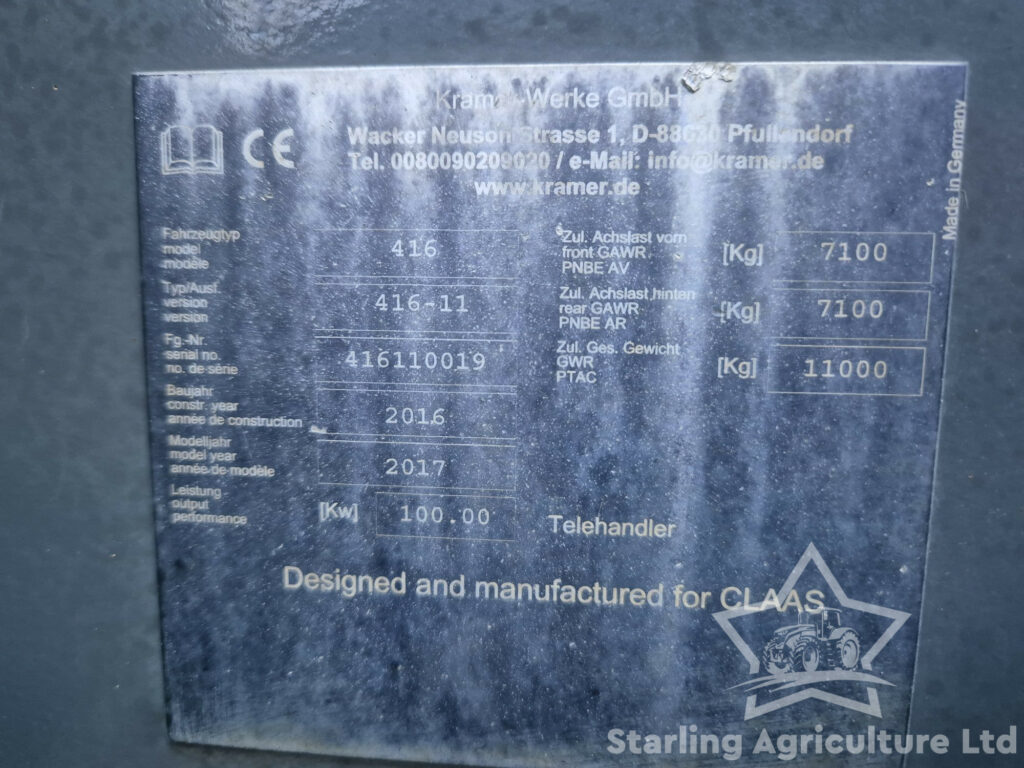 Kramer-Werke GmbH
Wacker Neuson Strasse 1, D-88630 Pfullendorf
Tel. 0080090209020 / e-Mail: info@kramer.de
www.kramer.de
CE
Made in Germany
Fahrzeugtyp
model
modèle
416
Typ/Ausf.
version
version
416-11
Fg.-Nr.
serial no.
no. de série
416110019
Baujahr
constr. year
année de construction
2016
Modelljahr
model year
année de modèle
2017
Leistung
output
performance
[Kw] 100.00
Zul. Achslast vorn
front GAWR
PNBE AV
[Kg] 7100
Zul. Achslast hinten
rear GAWR
PNBE AR
[Kg] 7100
Zul. Ges. Gewicht
GWR
PTAC
[Kg] 11000
Telehandler
Designed and manufactured for CLAAS
Starling Agriculture Ltd